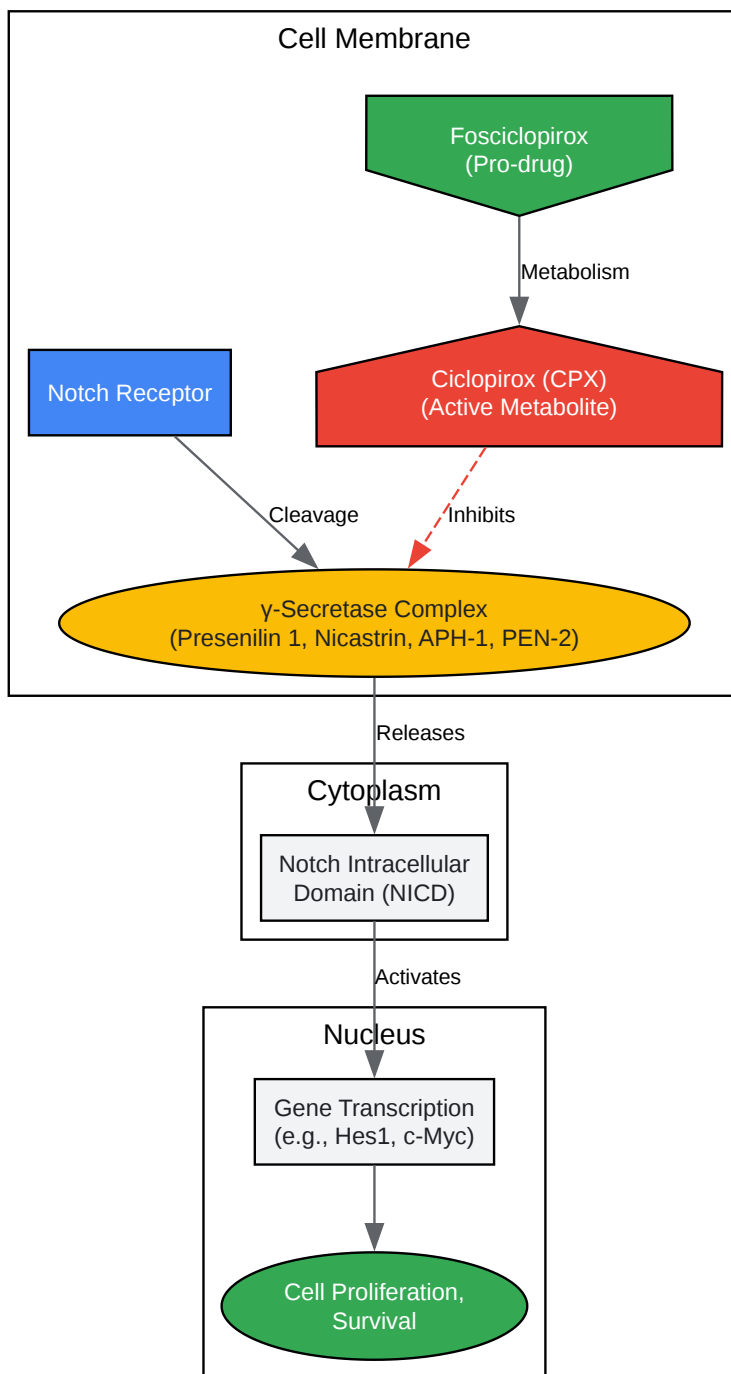 Cell Membrane
Fosciclopirox
(Pro-drug)
Metabolism
Notch Receptor
Ciclopirox (CPX)
(Active Metabolite)
Cleavage
Inhibits
γ-Secretase Complex
(Presenilin 1, Nicastrin, APH-1, PEN-2)
Releases
Cytoplasm
Notch Intracellular
Domain (NICD)
Activates
Nucleus
Gene Transcription
(e.g., Hes1, c-Myc)
Cell Proliferation,
Survival